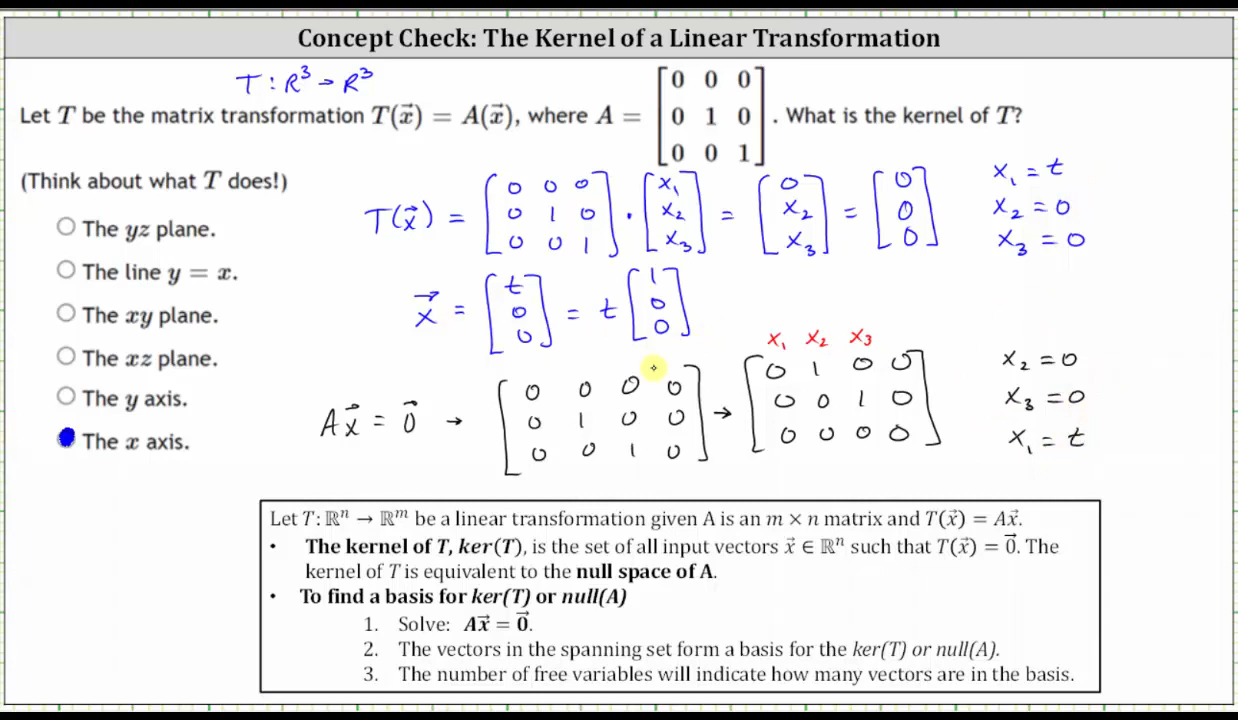 Concept Check: The Kernel of a Linear Transformation
T : R³ → R³
Let T be the matrix transformation T(x⃗) = A(x⃗), where A = [0 0 0; 0 1 0; 0 0 1]. What is the kernel of T?
(Think about what T does!)
The yz plane.
The line y = x.
The xy plane.
The xz plane.
The y axis.
The x axis.
T(x⃗) = [0 0 0; 0 1 0; 0 0 1] · [x₁; x₂; x₃] = [0; x₂; x₃] = [0; 0; 0]
x₁ = t
x₂ = 0
x₃ = 0
x⃗ = [t; 0; 0] = t [1; 0; 0]
x₁ x₂ x₃
Ax⃗ = 0⃗ → [0 0 0 0; 0 1 0 0; 0 0 1 0] → [0 1 0 0; 0 0 1 0; 0 0 0 0]
x₂ = 0
x₃ = 0
x₁ = t
Let T: ℝⁿ → ℝᵐ be a linear transformation given A is an m × n matrix and T(x⃗) = Ax⃗.
• The kernel of T, ker(T), is the set of all input vectors x⃗ ∈ ℝⁿ such that T(x⃗) = 0⃗. The
kernel of T is equivalent to the null space of A.
• To find a basis for ker(T) or null(A)
1. Solve: Ax⃗ = 0⃗.
2. The vectors in the spanning set form a basis for the ker(T) or null(A).
3. The number of free variables will indicate how many vectors are in the basis.